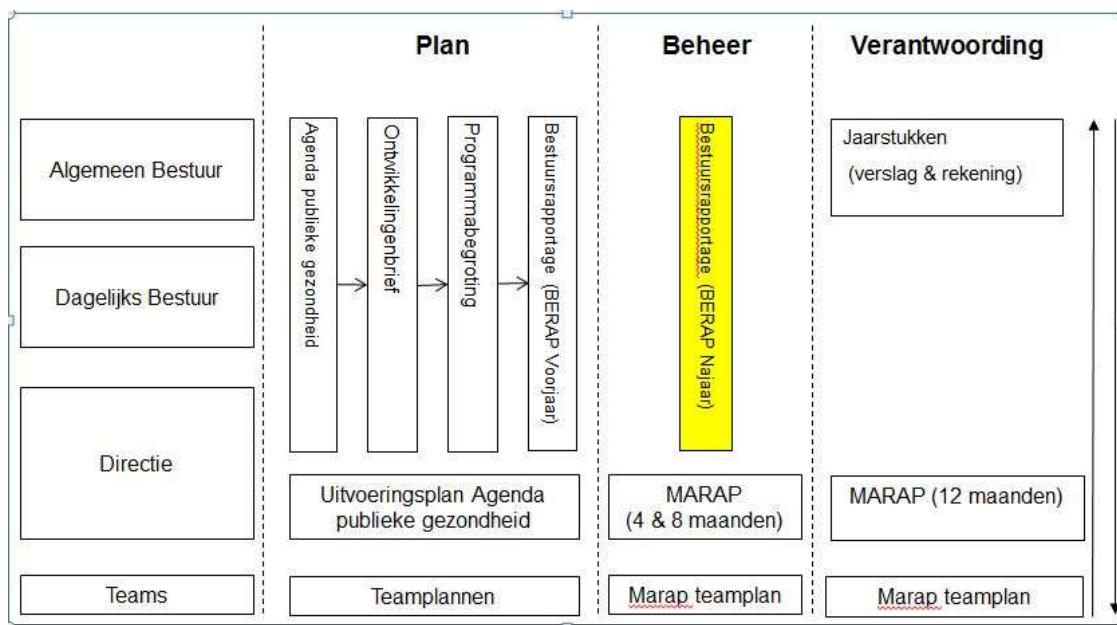 Plan
Beheer
Verantwoording
Algemeen Bestuur
Dagelijks Bestuur
Directie
Teams
Agenda publieke gezondheid
Ontwikkelingenbrief
Programmabegroting
Bestuursrapportage (BERAP Voorjaar)
Uitvoeringsplan Agenda
publieke gezondheid
Teamplannen
Bestuursrapportage (BERAP Najaar)
MARAP
(4 & 8 maanden)
Marap teamplan
Jaarstukken
(verslag & rekening)
MARAP (12 maanden)
Marap teamplan